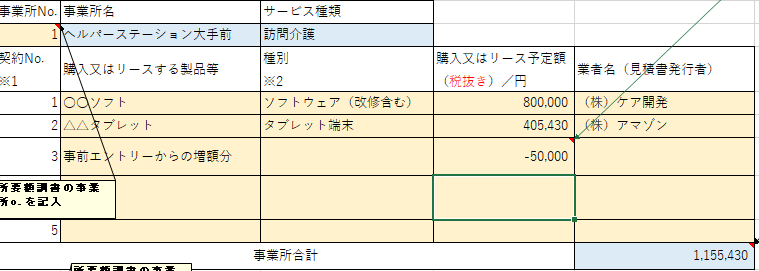 事業所No. 事業所名 サービス種類
1 ヘルパーステーション大手前 訪問介護
契約No.
※1
購入又はリースする製品等
種別
※2
購入又はリース予定額
（税抜き）／円
業者名（見積書発行者）
1 〇〇ソフト ソフトウェア（改修含む） 800,000 （株）ケア開発
2 △△タブレット タブレット端末 405,430 （株）アマゾン
3 事前エントリーからの増額分 -50,000
所要額調書の事業
所o．を記入
5
事業所合計 1,155,430
所要額調書の事業